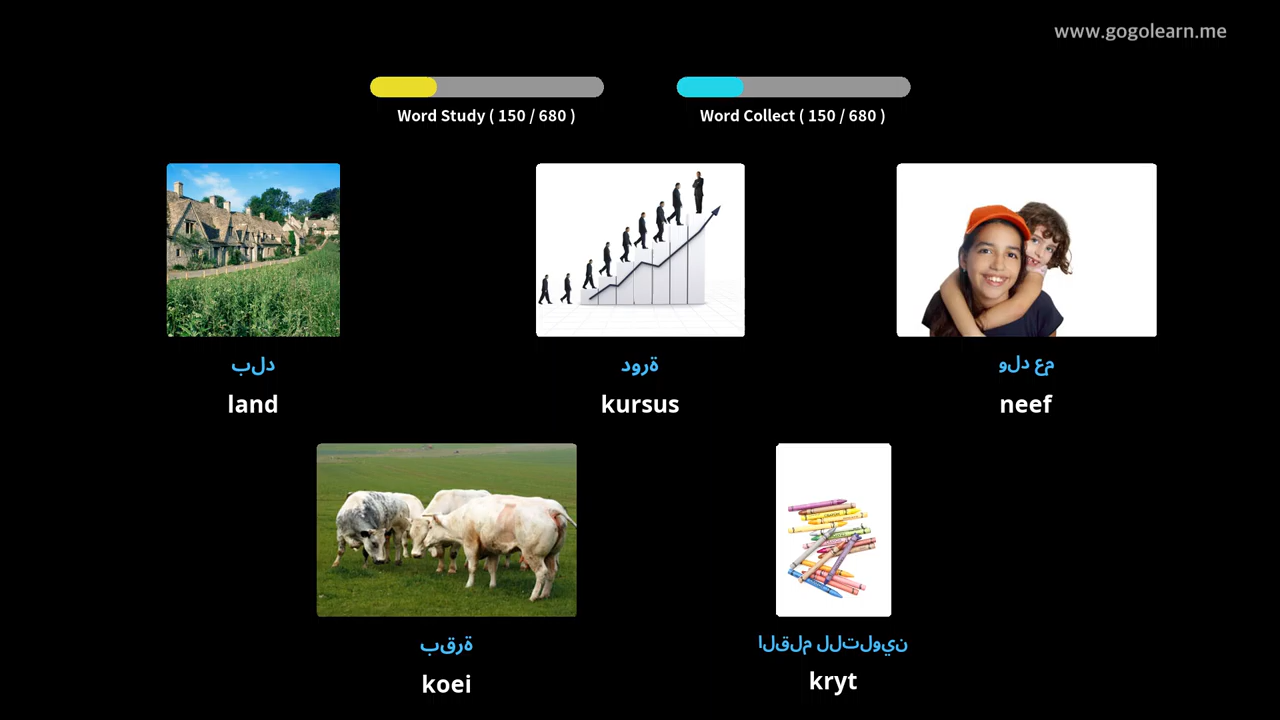 www.gogolearn.me
Word Study ( 150 / 680 )
Word Collect ( 150 / 680 )
بلد
land
دورة
kursus
ولد عم
neef
بقرة
koei
القلم للتلوين
kryt